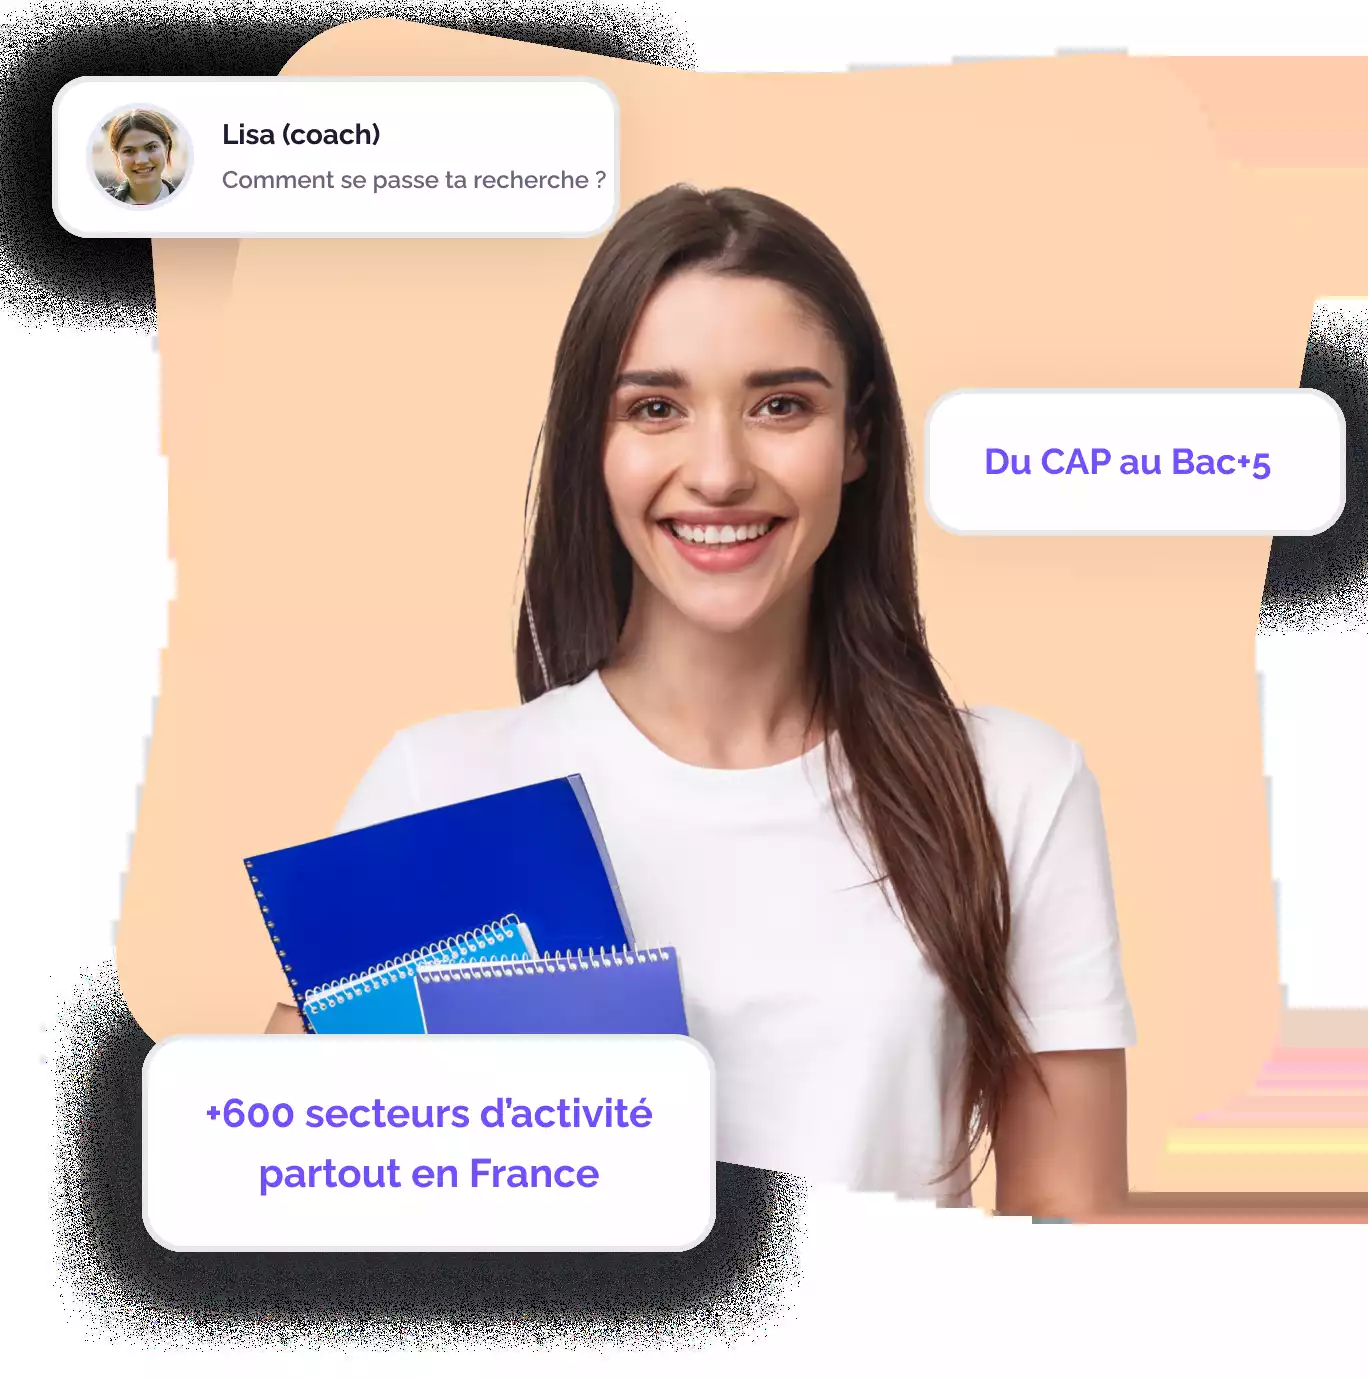 Lisa (coach)
Comment se passe ta recherche ?
Du CAP au Bac+5
+600 secteurs d’activité
partout en France